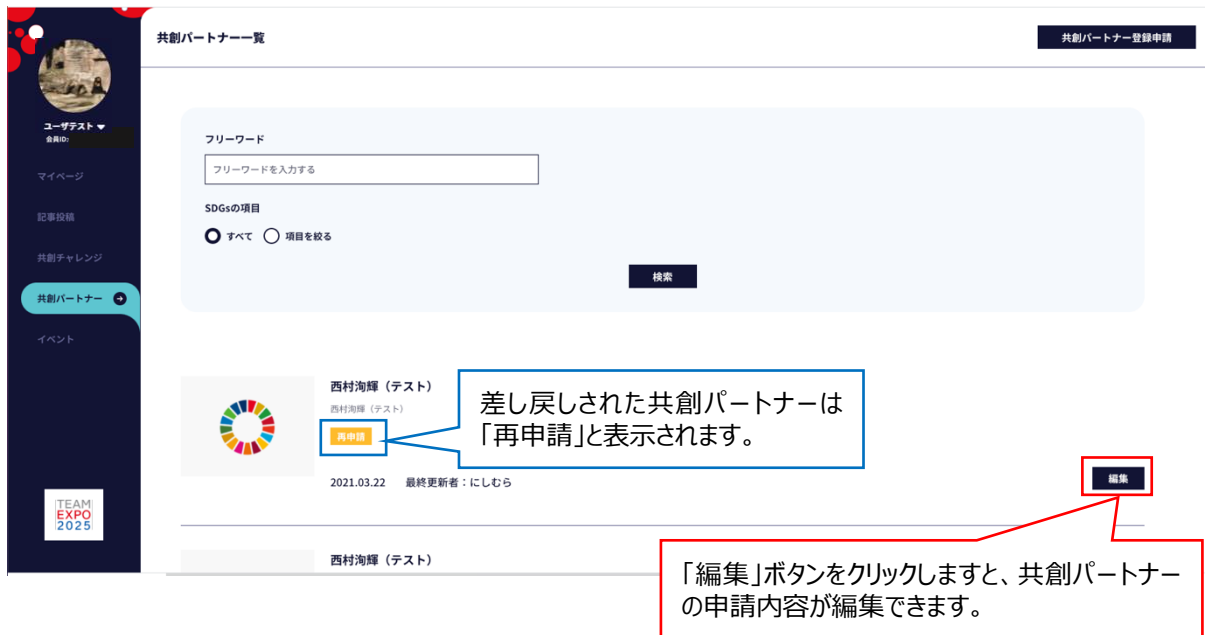 共創パートナー一覧
共創パートナー登録申請
ユーザテスト
会員ID:
マイページ
記事投稿
共創チャレンジ
共創パートナー
イベント
TEAM
EXPO
2025
フリーワード
フリーワードを入力する
SDGsの項目
すべて 項目を絞る
検索
西村洵輝（テスト）
西村洵輝（テスト）
再申請
2021.03.22 最終更新者：にしむら
差し戻しされた共創パートナーは
「再申請」と表示されます。
編集
西村洵輝（テスト）
「編集」ボタンをクリックしますと、共創パートナー
の申請内容が編集できます。